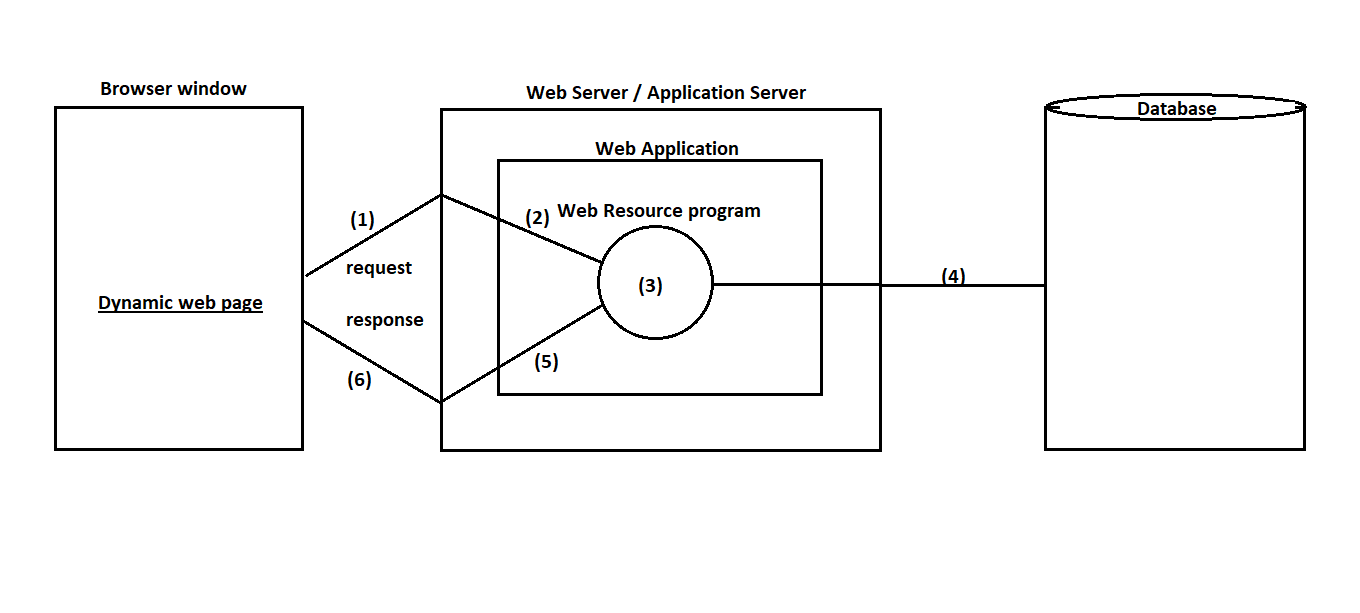 Browser window
Web Server / Application Server
Database
Web Application
(1)
(2)
Web Resource program
request
(3)
(4)
Dynamic web page
response
(5)
(6)